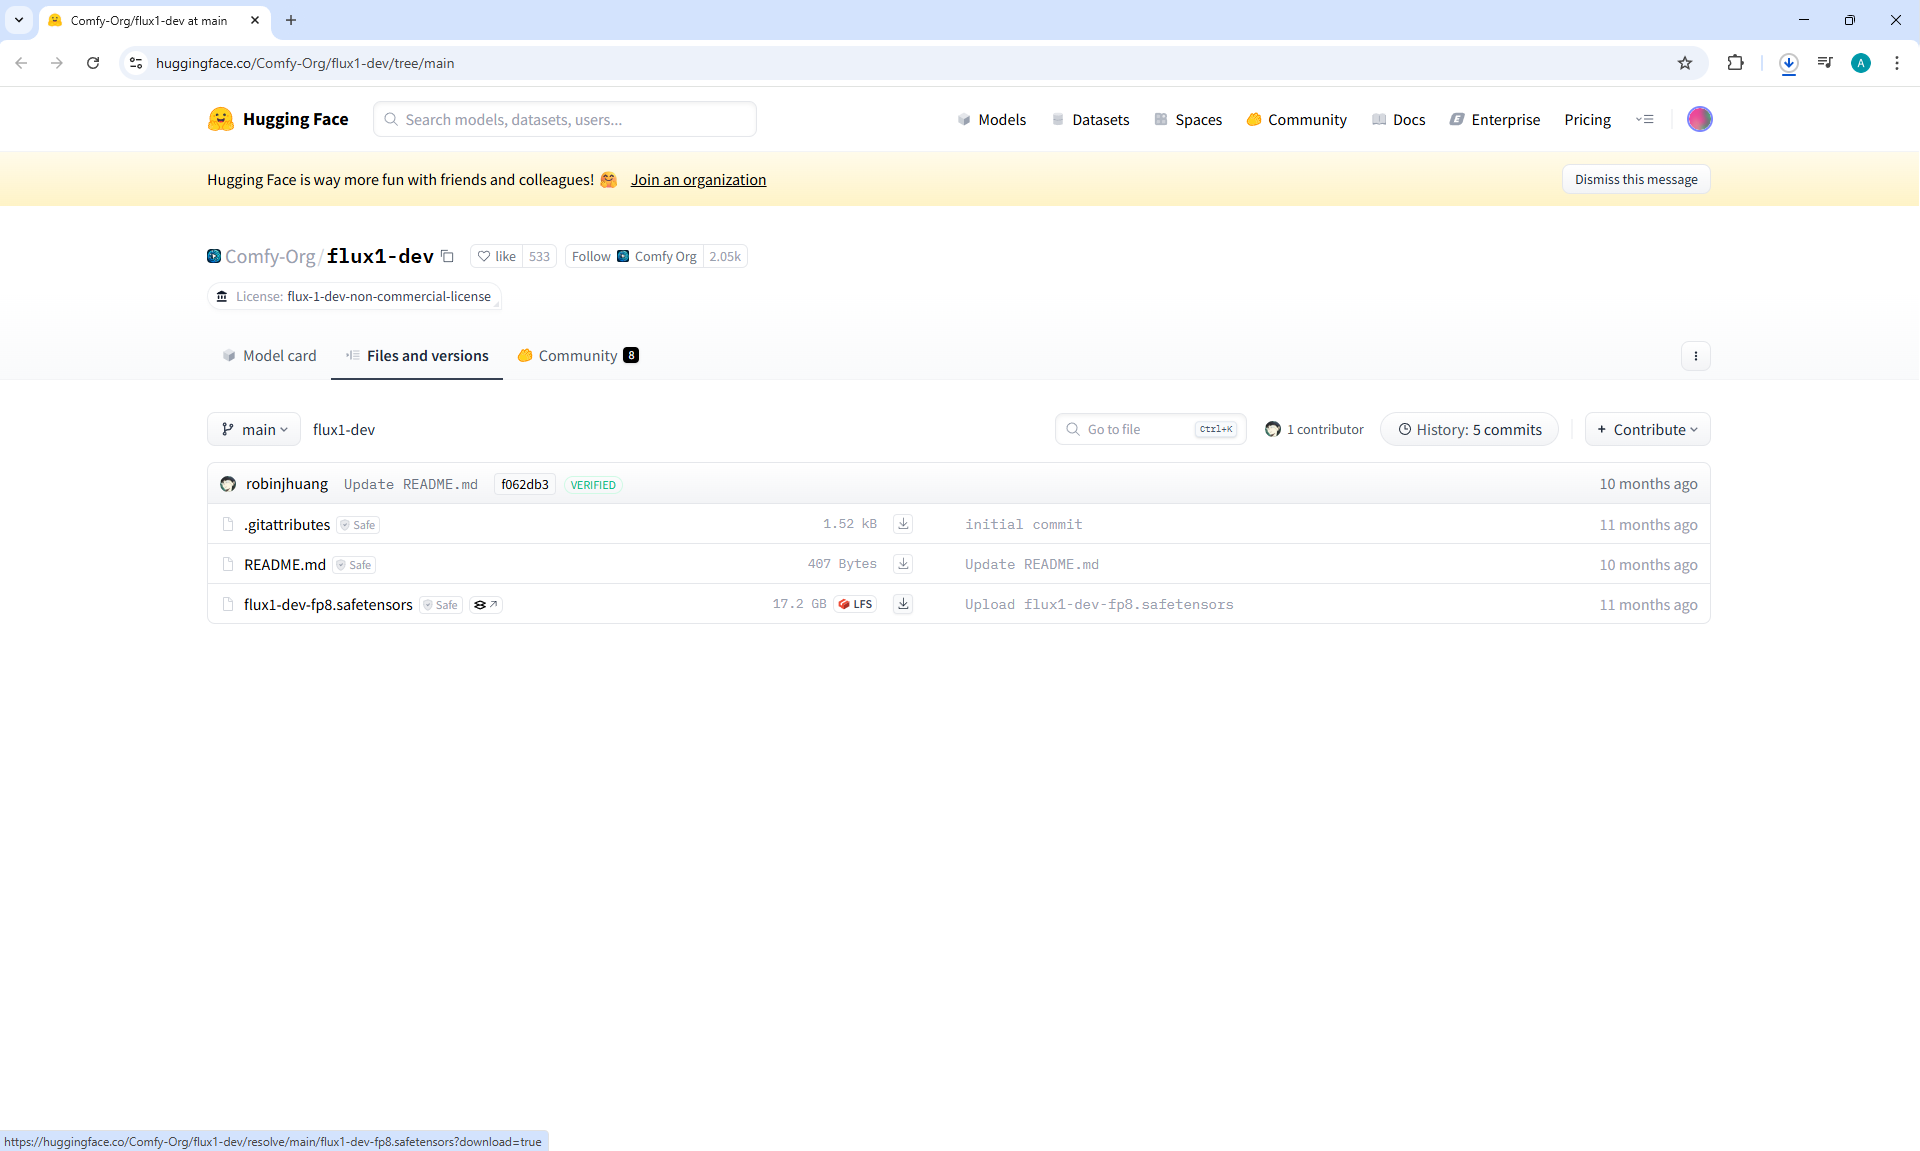 Comfy-Org/flux1-dev at main
huggingface.co/Comfy-Org/flux1-dev/tree/main
A
Hugging Face
Search models, datasets, users...
Models
Datasets
Spaces
Community
Docs
Enterprise
Pricing
Hugging Face is way more fun with friends and colleagues! 🤗 Join an organization
Dismiss this message
Comfy-Org/flux1-dev
like 533
Follow Comfy Org 2.05k
License: flux-1-dev-non-commercial-license
Model card
Files and versions
Community 8
main
flux1-dev
Go to file Ctrl+K
1 contributor
History: 5 commits
+ Contribute
robinjhuang Update README.md f062db3 VERIFIED 10 months ago
.gitattributes Safe 1.52 kB initial commit 11 months ago
README.md Safe 407 Bytes Update README.md 10 months ago
flux1-dev-fp8.safetensors Safe 17.2 GB LFS Upload flux1-dev-fp8.safetensors 11 months ago
https://huggingface.co/Comfy-Org/flux1-dev/resolve/main/flux1-dev-fp8.safetensors?download=true